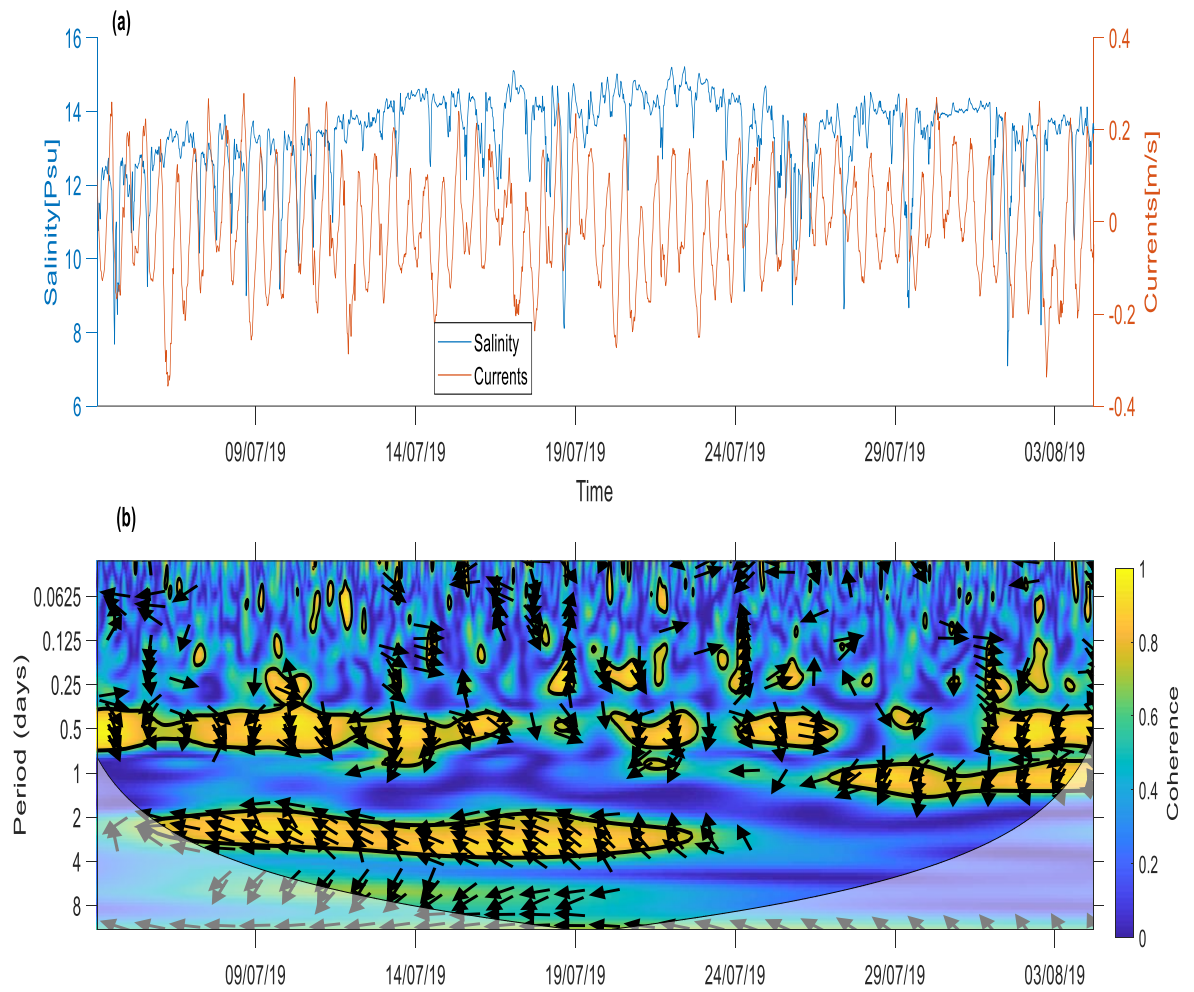 (a)
16
14
12
10
8
6
Salinity[Psu]
0.4
0.2
0
-0.2
-0.4
Currents[m/s]
Salinity
Currents
09/07/19 14/07/19 19/07/19 24/07/19 29/07/19 03/08/19
Time
(b)
0.0625
0.125
0.25
0.5
1
2
4
8
Period (days)
1
0.8
0.6
0.4
0.2
0
Coherence
09/07/19 14/07/19 19/07/19 24/07/19 29/07/19 03/08/19